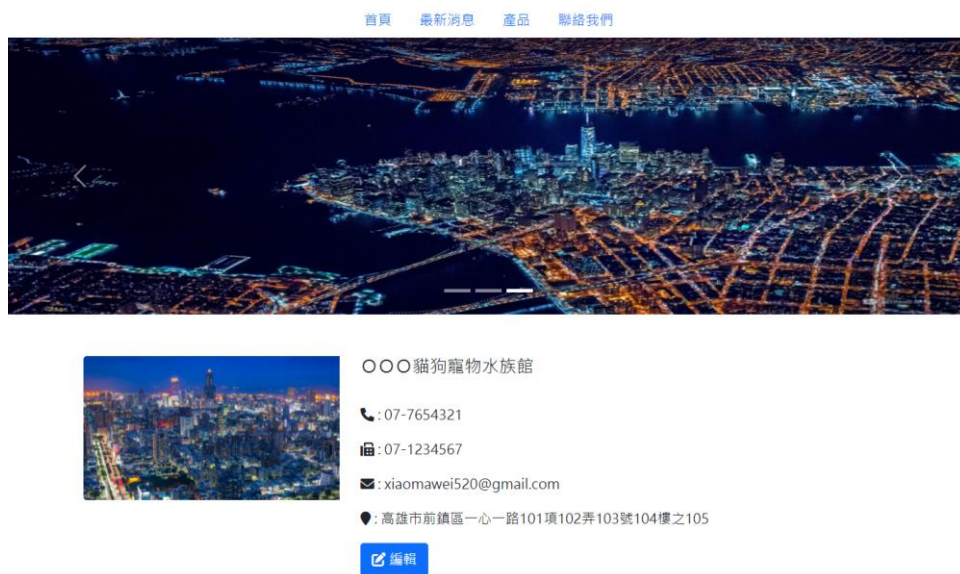 首頁 最新消息 產品 聯絡我們
〇〇〇貓狗寵物水族館
: 07-7654321
: 07-1234567
: xiaomawei520@gmail.com
: 高雄市前鎮區一心一路101項102弄103號104樓之105
編輯